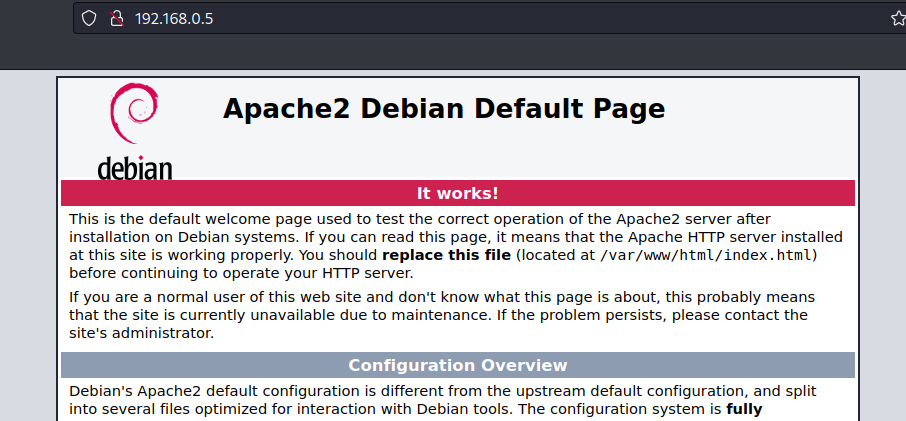 192.168.0.5
Apache2 Debian Default Page
debian
It works!
This is the default welcome page used to test the correct operation of the Apache2 server after
installation on Debian systems. If you can read this page, it means that the Apache HTTP server installed
at this site is working properly. You should replace this file (located at /var/www/html/index.html)
before continuing to operate your HTTP server.
If you are a normal user of this web site and don't know what this page is about, this probably means
that the site is currently unavailable due to maintenance. If the problem persists, please contact the
site's administrator.
Configuration Overview
Debian's Apache2 default configuration is different from the upstream default configuration, and split
into several files optimized for interaction with Debian tools. The configuration system is fully